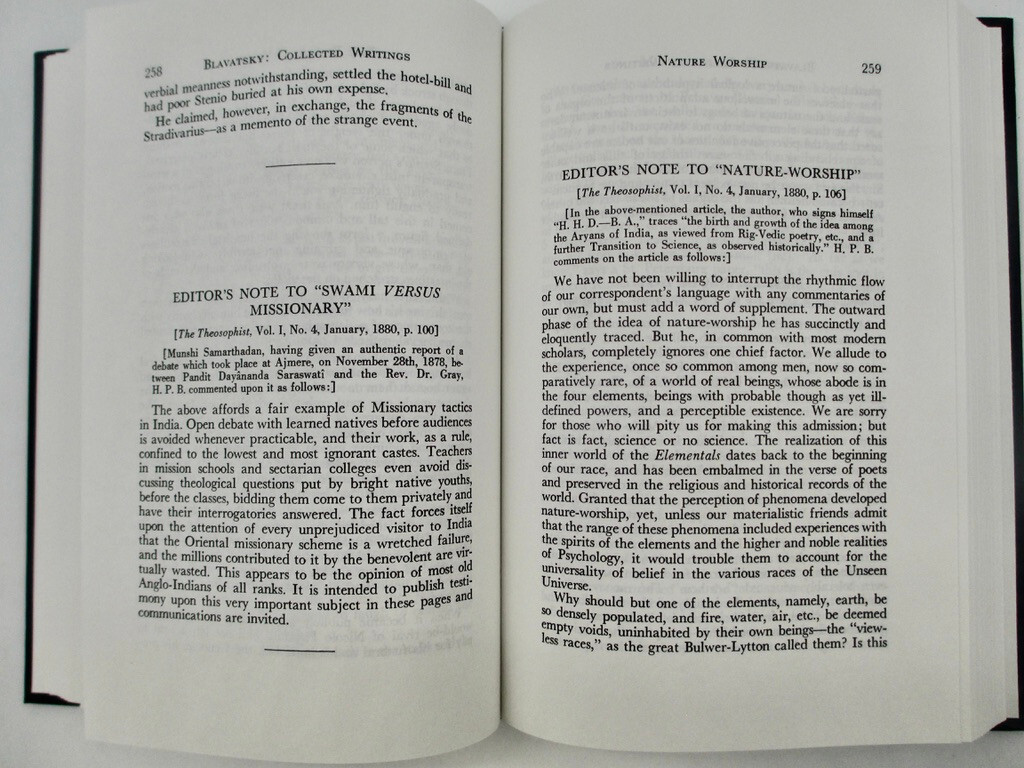 258 BLAVATSKY: COLLECTED WRITINGS
verbial meanness notwithstanding, settled the hotel-bill and
had poor Stenio buried at his own expense.
He claimed, however, in exchange, the fragments of the
Stradivarius—as a memento of the strange event.
EDITOR'S NOTE TO “SWAMI VERSUS
MISSIONARY”
[The Theosophist, Vol. I, No. 4, January, 1880, p. 100]
[Munshi Samarthadan, having given an authentic report of a
debate which took place at Ajmere, on November 28th, 1878, be-
tween Pandit Dayânanda Saraswatî and the Rev. Dr. Gray,
H. P. B. commented upon it as follows:]
The above affords a fair example of Missionary tactics
in India. Open debate with learned natives before audiences
is avoided whenever practicable, and their work, as a rule,
confined to the lowest and most ignorant castes. Teachers
in mission schools and sectarian colleges even avoid dis-
cussing theological questions put by bright native youths,
before the classes, bidding them come to them privately and
have their interrogatories answered. The fact forces itself
upon the attention of every unprejudiced visitor to India
that the Oriental missionary scheme is a wretched failure,
and the millions contributed to it by the benevolent are vir-
tually wasted. This appears to be the opinion of most old
Anglo-Indians of all ranks. It is intended to publish testi-
mony upon this very important subject in these pages and
communications are invited.
NATURE WORSHIP 259
EDITOR'S NOTE TO “NATURE-WORSHIP”
[The Theosophist, Vol. I, No. 4, January, 1880, p. 106]
[In the above-mentioned article, the author, who signs himself
“H. H. D.—B. A.,” traces “the birth and growth of the idea among
the Aryans of India, as viewed from Rig-Vedic poetry, etc., and a
further Transition to Science, as observed historically.” H. P. B.
comments on the article as follows:]
We have not been willing to interrupt the rhythmic flow
of our correspondent's language with any commentaries of
our own, but must add a word of supplement. The outward
phase of the idea of nature-worship he has succinctly and
eloquently traced. But he, in common with most modern
scholars, completely ignores one chief factor. We allude to
the experience, once so common among men, now so com-
paratively rare, of a world of real beings, whose abode is in
the four elements, beings with probable though as yet ill-
defined powers, and a perceptible existence. We are sorry
for those who will pity us for making this admission; but
fact is fact, science or no science. The realization of this
inner world of the Elementals dates back to the beginning
of our race, and has been embalmed in the verse of poets
and preserved in the religious and historical records of the
world. Granted that the perception of phenomena developed
nature-worship, yet, unless our materialistic friends admit
that the range of these phenomena included experiences with
the spirits of the elements and the higher and noble realities
of Psychology, it would trouble them to account for the
universality of belief in the various races of the Unseen
Universe.
Why should but one of the elements, namely, earth, be
so densely populated, and fire, water, air, etc., be deemed
empty voids, uninhabited by their own beings—the “view-
less races,” as the great Bulwer-Lytton called them? Is this